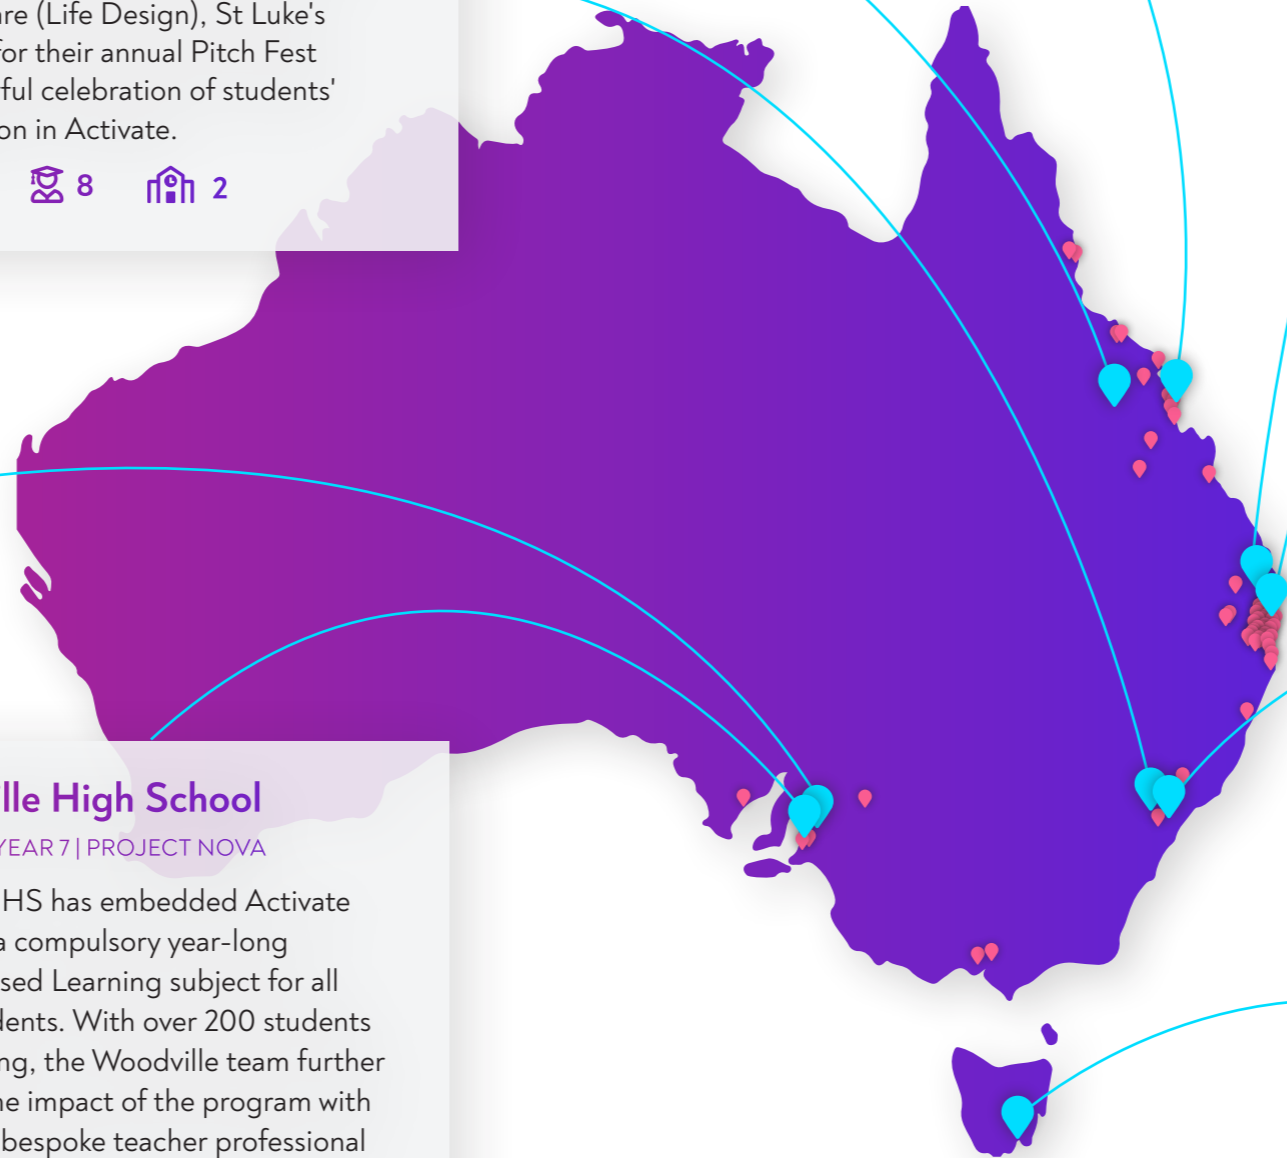 re (Life Design), St Luke's
for their annual Pitch Fest
ful celebration of students'
on in Activate.
8 2
lle High School
YEAR 7 | PROJECT NOVA
HS has embedded Activate
a compulsory year-long
sed Learning subject for all
dents. With over 200 students
ng, the Woodville team further
he impact of the program with
bespoke teacher professional